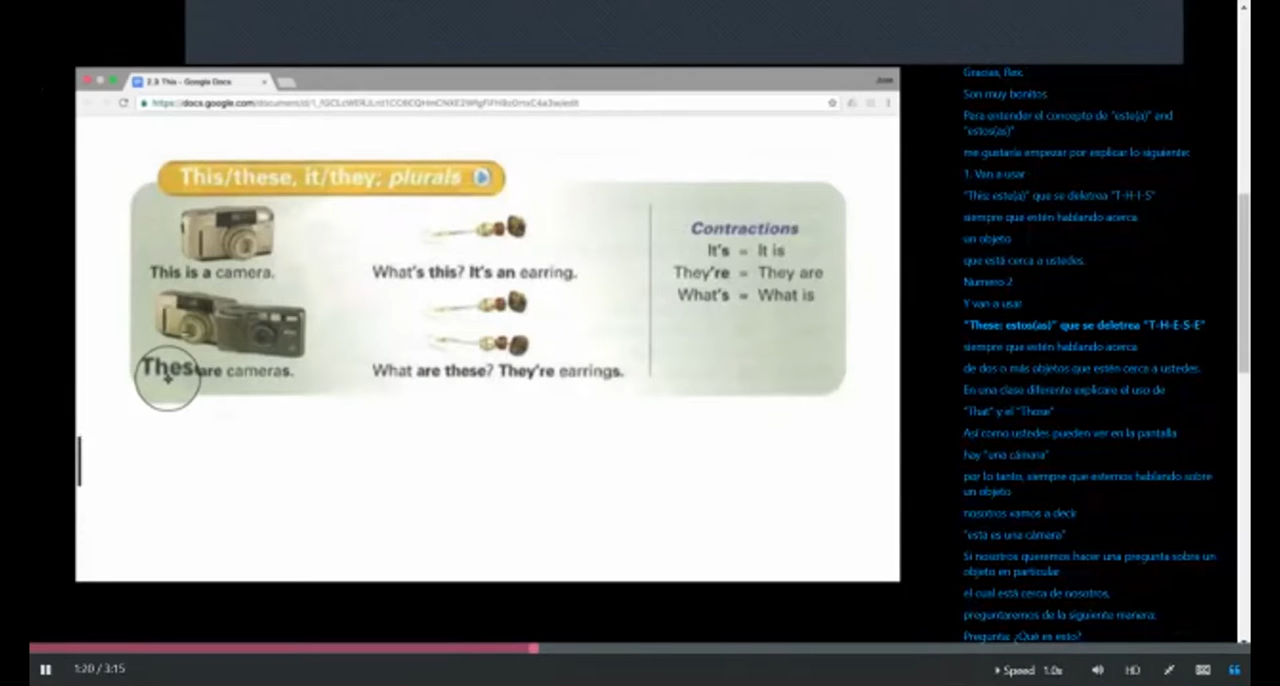 2.3 This - Google Docs
This/these, it/they; plurals
This is a camera.
What's this? It's an earring.
These are cameras.
What are these? They're earrings.
Contractions
It's = It is
They're = They are
What's = What is
Gracias, Rex.
Son muy bonitos
Para entender el concepto de "este(a)" and
"estos(as)"
me gustaría empezar por explicar lo siguiente:
1. Van a usar
"This: este(a)" que se deletrea "T-H-I-S"
siempre que estén hablando acerca
un objeto
que está cerca a ustedes.
Numero 2
Y van a usar
"These: estos(as)" que se deletrea "T-H-E-S-E"
siempre que estén hablando acerca
de dos o más objetos que estén cerca a ustedes.
En una clase diferente explicare el uso de
"That" y el "Those"
Así como ustedes pueden ver en la pantalla
hay "una cámara"
por lo tanto, siempre que estemos hablando sobre
un objeto
nosotros vamos a decir
"esta es una cámara"
Si nosotros queremos hacer una pregunta sobre un
objeto en particular
el cual está cerca de nosotros,
preguntaremos de la siguiente manera:
Pregunta: ¿Qué es esto?
1:20 / 3:15
Speed 1.0x
HD